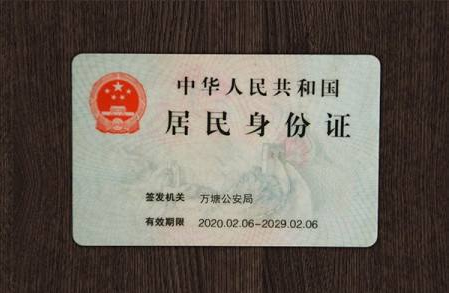 中华人民共和国
居民身份证
签发机关 万塘公安局
有效期限 2020.02.06-2029.02.06